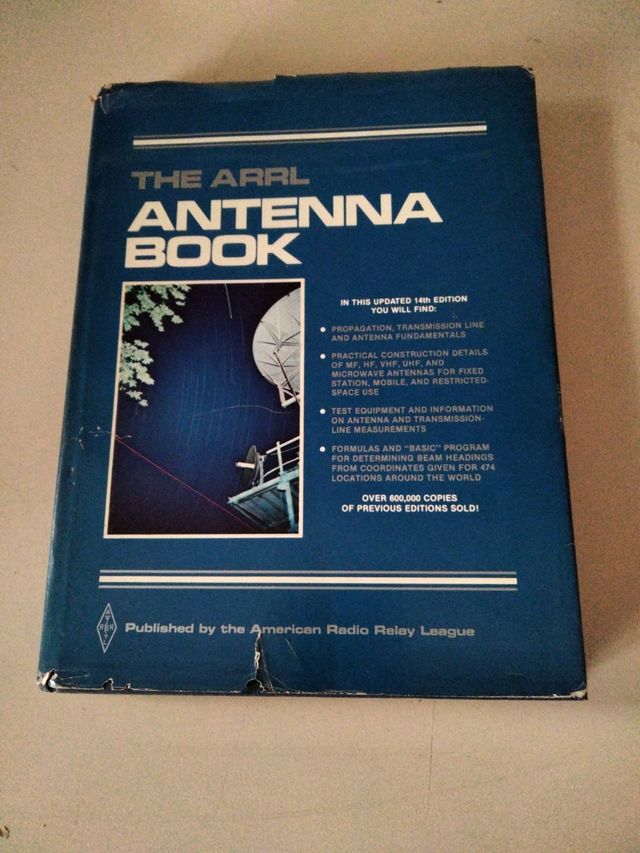 THE ARRL
ANTENNA
BOOK
IN THIS UPDATED 14th EDITION
YOU WILL FIND:
• PROPAGATION, TRANSMISSION LINE
AND ANTENNA FUNDAMENTALS
• PRACTICAL CONSTRUCTION DETAILS
OF MF, HF, VHF, UHF, AND
MICROWAVE ANTENNAS FOR FIXED
STATION, MOBILE, AND RESTRICTED-
SPACE USE
• TEST EQUIPMENT AND INFORMATION
ON ANTENNA AND TRANSMISSION-
LINE MEASUREMENTS
• FORMULAS AND "BASIC" PROGRAM
FOR DETERMINING BEAM HEADINGS
FROM COORDINATES GIVEN FOR 474
LOCATIONS AROUND THE WORLD
OVER 600,000 COPIES
OF PREVIOUS EDITIONS SOLD!
Published by the American Radio Relay League